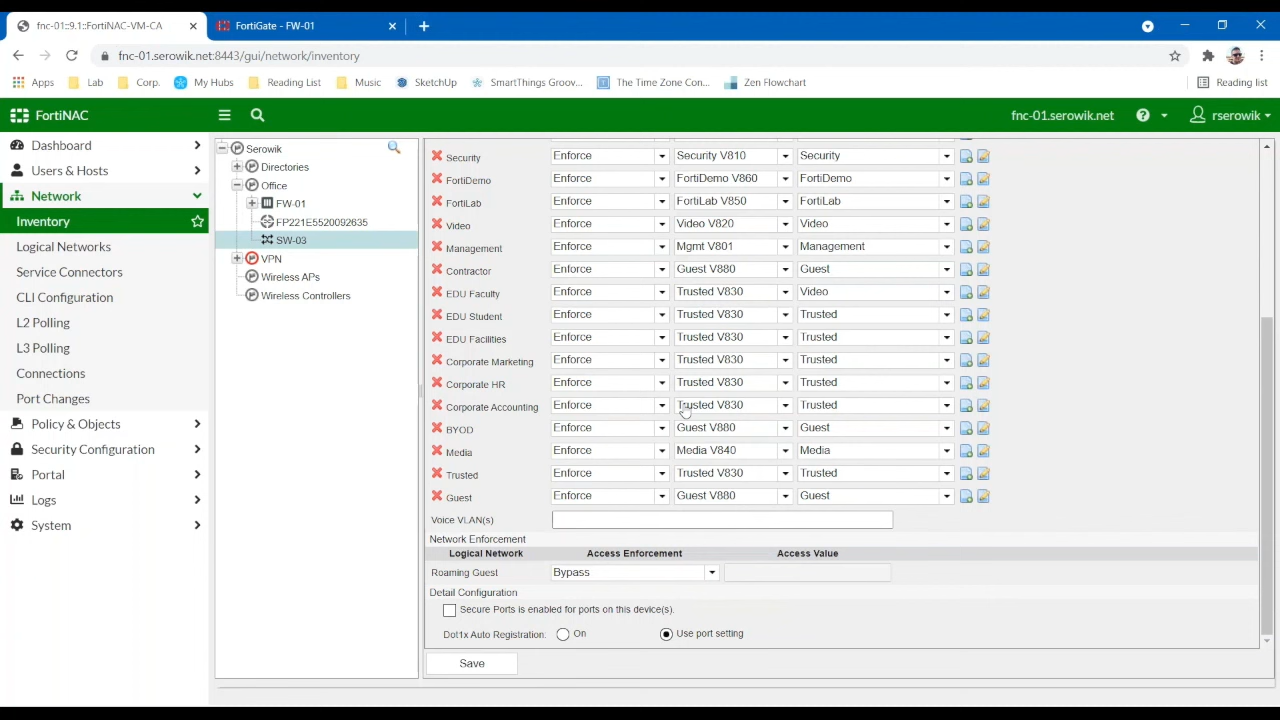 fnc-01::9.1::FortiNAC-VM-CA
FortiGate - FW-01
fnc-01.serowik.net:8443/gui/network/inventory
Apps Lab Corp. My Hubs Reading List Music SketchUp SmartThings Groov... The Time Zone Con... Zen Flowchart Reading list
FortiNAC
fnc-01.serowik.net
rserowik
Dashboard
Users & Hosts
Network
Inventory
Logical Networks
Service Connectors
CLI Configuration
L2 Polling
L3 Polling
Connections
Port Changes
Policy & Objects
Security Configuration
Portal
Logs
System
Serowik
Directories
Office
FW-01
FP221E5520092635
SW-03
VPN
Wireless APs
Wireless Controllers
Security Enforce Security V810 Security
FortiDemo Enforce FortiDemo V860 FortiDemo
FortiLab Enforce FortiLab V850 FortiLab
Video Enforce Video V820 Video
Management Enforce Mgmt V801 Management
Contractor Enforce Guest V880 Guest
EDU Faculty Enforce Trusted V830 Video
EDU Student Enforce Trusted V830 Trusted
EDU Facilities Enforce Trusted V830 Trusted
Corporate Marketing Enforce Trusted V830 Trusted
Corporate HR Enforce Trusted V830 Trusted
Corporate Accounting Enforce Trusted V830 Trusted
BYOD Enforce Guest V880 Guest
Media Enforce Media V840 Media
Trusted Enforce Trusted V830 Trusted
Guest Enforce Guest V880 Guest
Voice VLAN(s)
Network Enforcement
Logical Network Access Enforcement Access Value
Roaming Guest Bypass
Detail Configuration
Secure Ports is enabled for ports on this device(s).
Dot1x Auto Registration: On Use port setting
Save